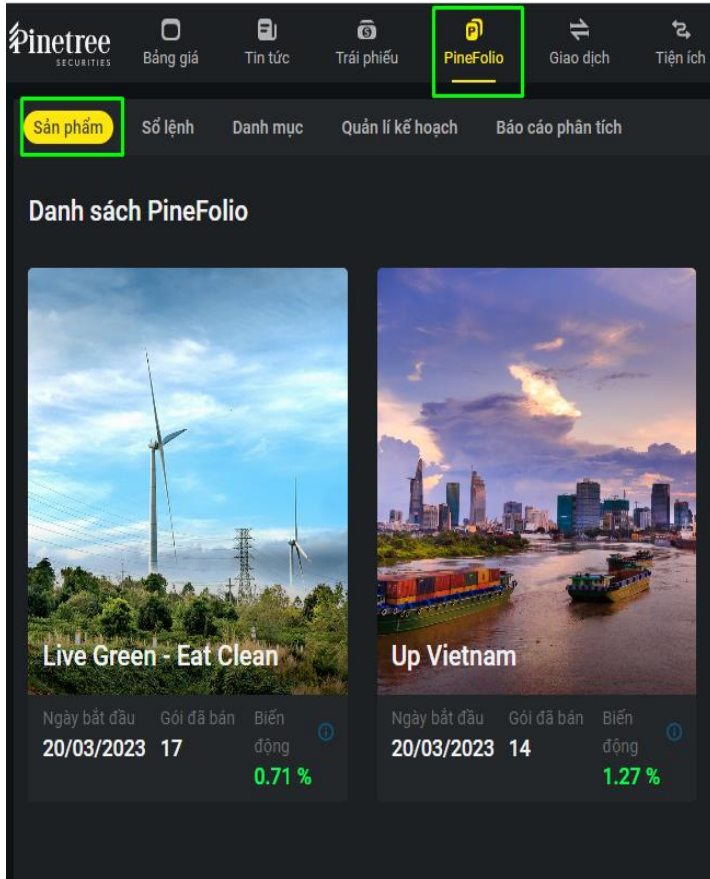 Pinetree
SECURITIES
Bảng giá
Tin tức
Trái phiếu
PineFolio
Giao dịch
Tiện ích
Sản phẩm
Sổ lệnh
Danh mục
Quản lí kế hoạch
Báo cáo phân tích
Danh sách PineFolio
Live Green - Eat Clean
Ngày bắt đầu
Gói đã bán
Biến
động
20/03/2023
17
0.71 %
Up Vietnam
Ngày bắt đầu
Gói đã bán
Biến
động
20/03/2023
14
1.27 %